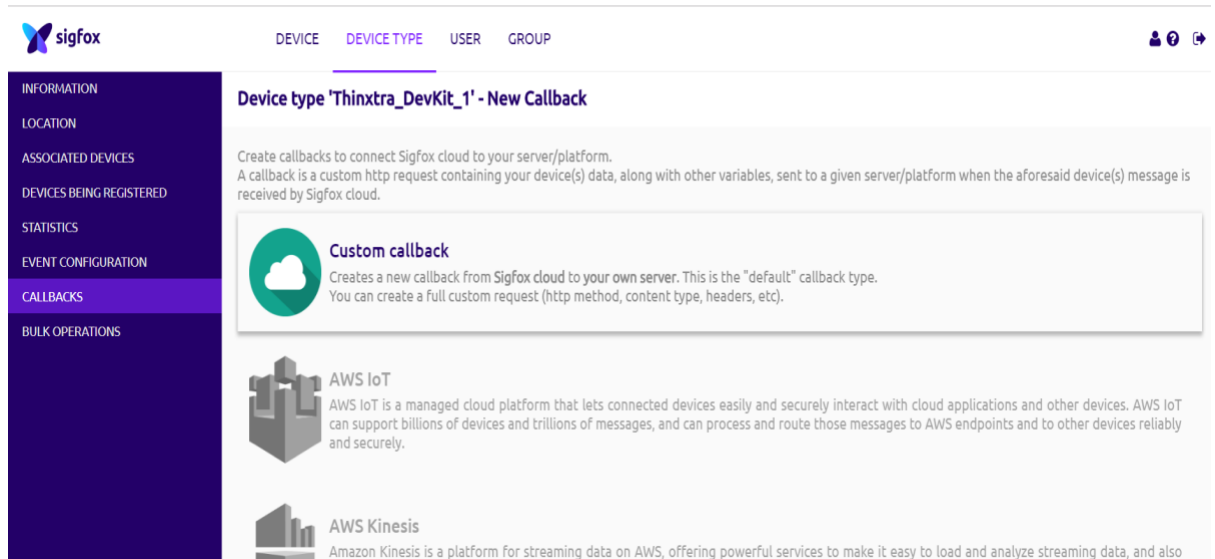 sigfox
DEVICE DEVICE TYPE USER GROUP
INFORMATION
LOCATION
ASSOCIATED DEVICES
DEVICES BEING REGISTERED
STATISTICS
EVENT CONFIGURATION
CALLBACKS
BULK OPERATIONS
Device type 'Thinxtra_DevKit_1' - New Callback
Create callbacks to connect Sigfox cloud to your server/platform.
A callback is a custom http request containing your device(s) data, along with other variables, sent to a given server/platform when the aforesaid device(s) message is
received by Sigfox cloud.
Custom callback
Creates a new callback from Sigfox cloud to your own server. This is the "default" callback type.
You can create a full custom request (http method, content type, headers, etc).
AWS IoT
AWS IoT is a managed cloud platform that lets connected devices easily and securely interact with cloud applications and other devices. AWS IoT
can support billions of devices and trillions of messages, and can process and route those messages to AWS endpoints and to other devices reliably
and securely.
AWS Kinesis
Amazon Kinesis is a platform for streaming data on AWS, offering powerful services to make it easy to load and analyze streaming data, and also